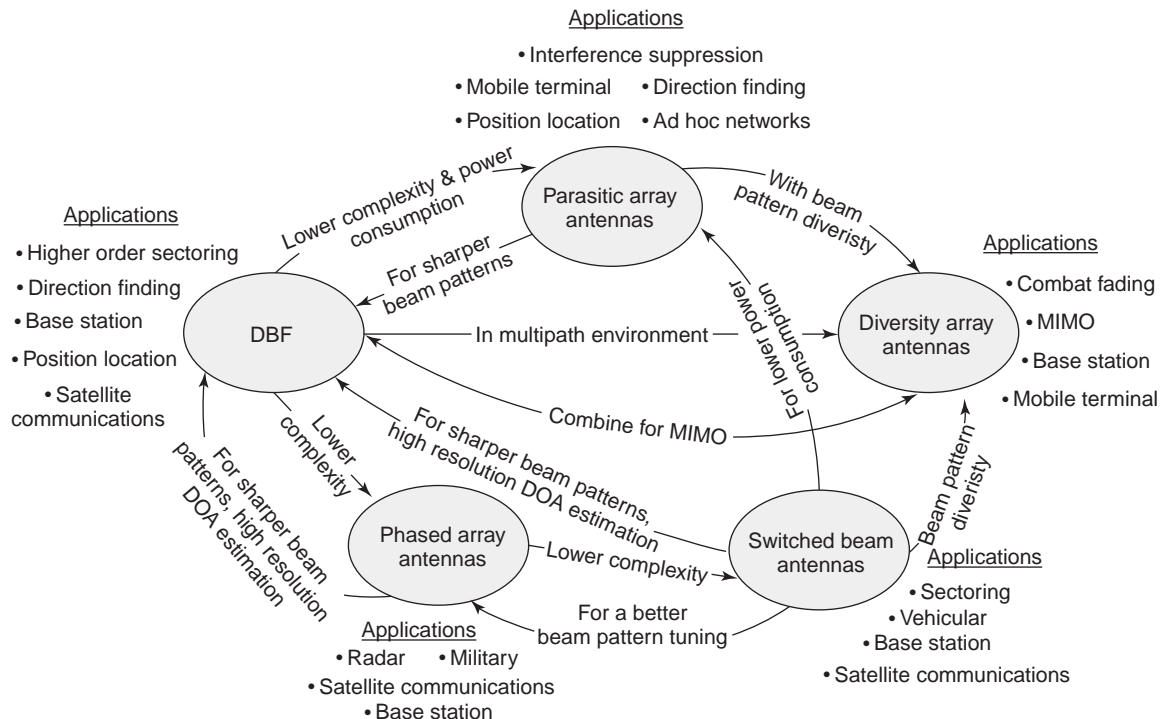 Applications
• Interference suppression
• Mobile terminal • Direction finding
• Position location • Ad hoc networks
Lower complexity & power
consumption
Parasitic array
antennas
With beam
pattern diveristy
Applications
• Higher order sectoring
• Direction finding
• Base station
• Position location
• Satellite
communications
For sharper
beam patterns
DBF
In multipath environment
For lower power
consumption
Diversity array
antennas
Applications
• Combat fading
• MIMO
• Base station
• Mobile terminal
Combine for MIMO
Lower
complexity
For sharper beam patterns,
high resolution DOA estimation
For sharper beam
patterns, high resolution
DOA estimation
Beam pattern
diveristy
Phased array
antennas
Lower complexity
Switched beam
antennas
For a better
beam pattern tuning
Applications
• Radar • Military
• Satellite communications
• Base station
Applications
• Sectoring
• Vehicular
• Base station
• Satellite communications